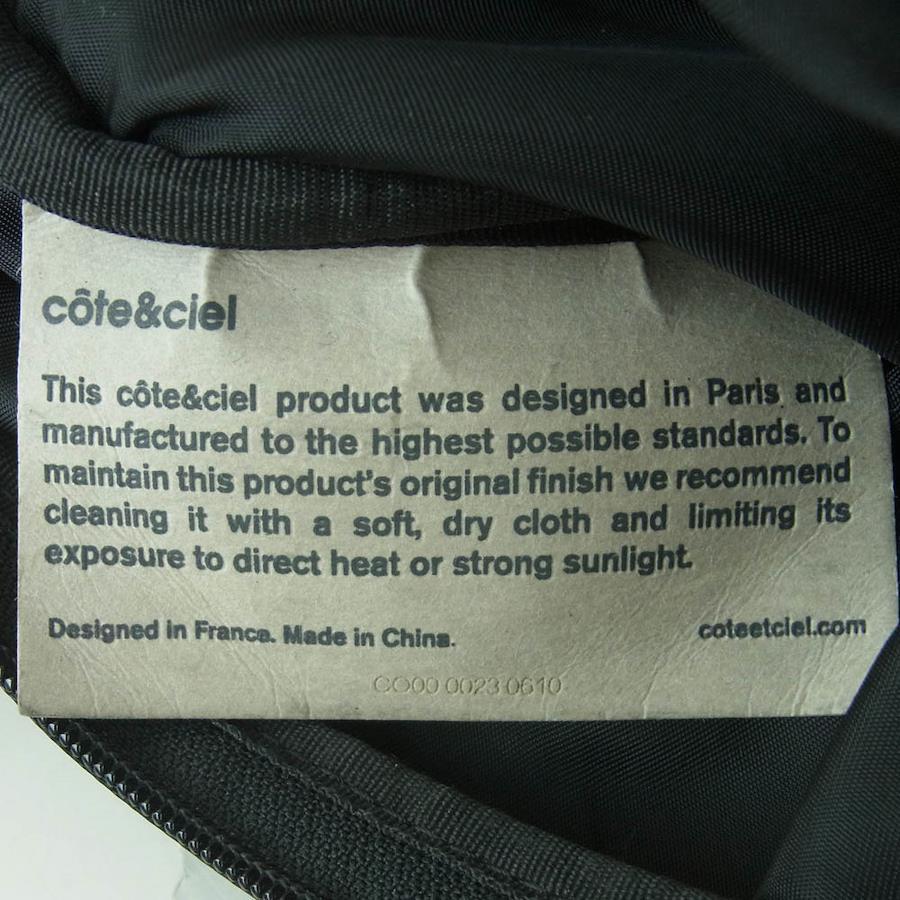 côte&ciel
This côte&ciel product was designed in Paris and
manufactured to the highest possible standards. To
maintain this product's original finish we recommend
cleaning it with a soft, dry cloth and limiting its
exposure to direct heat or strong sunlight.
Designed in France. Made in China.
coteetciel.com
CO00 0023 0610